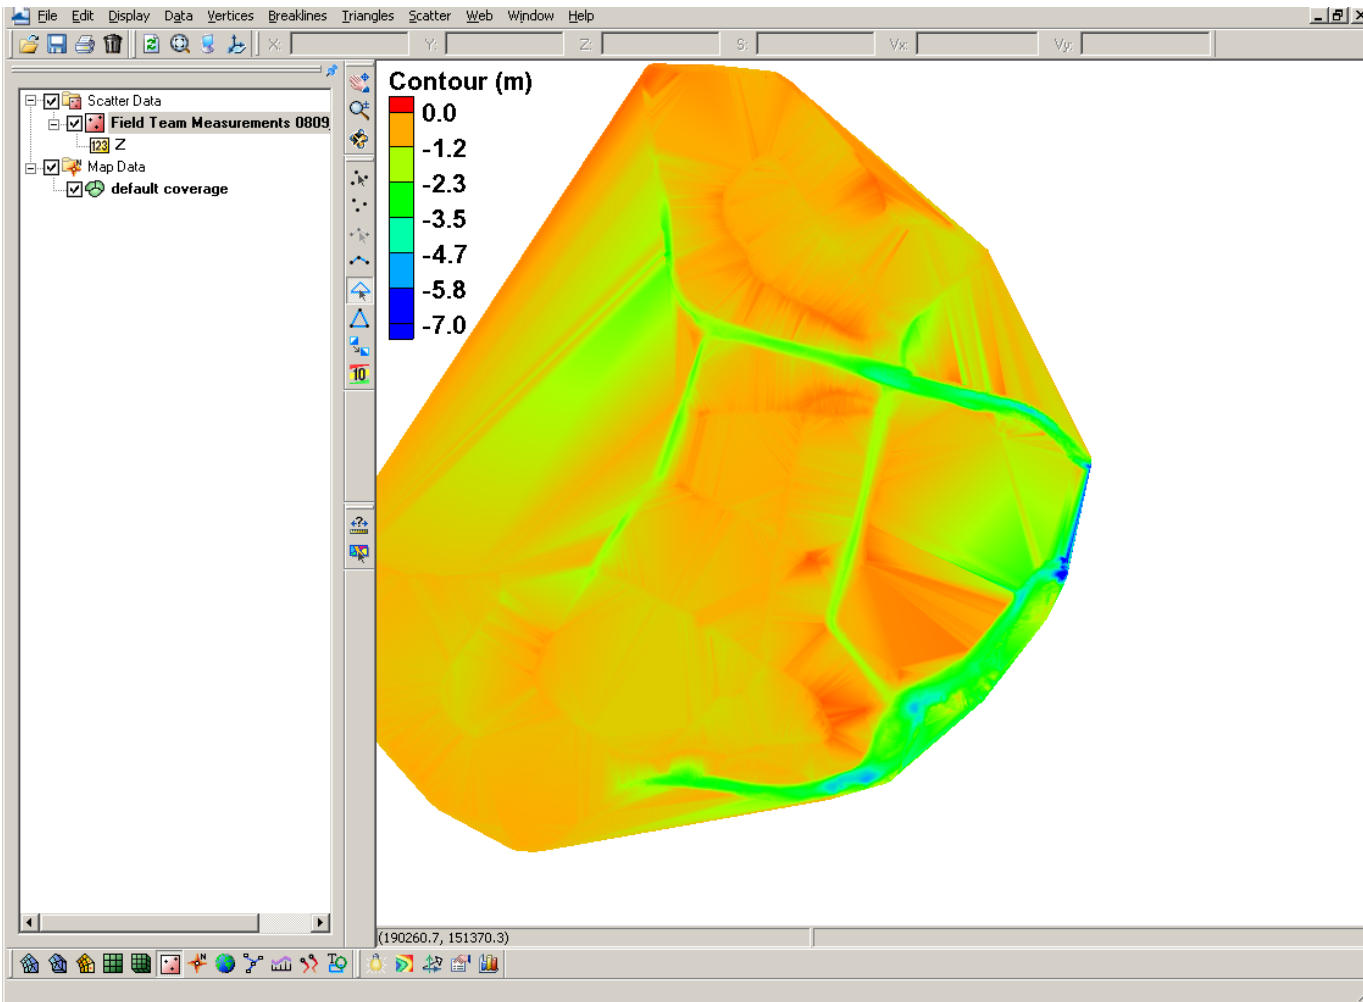 File Edit Display Data Vertices Breaklines Triangles Scatter Web Window Help
X: Y: Z: S: Vx: Vy:
Scatter Data
Field Team Measurements 0809
123 Z
Map Data
default coverage
10
Contour (m)
0.0
-1.2
-2.3
-3.5
-4.7
-5.8
-7.0
(190260.7, 151370.3)